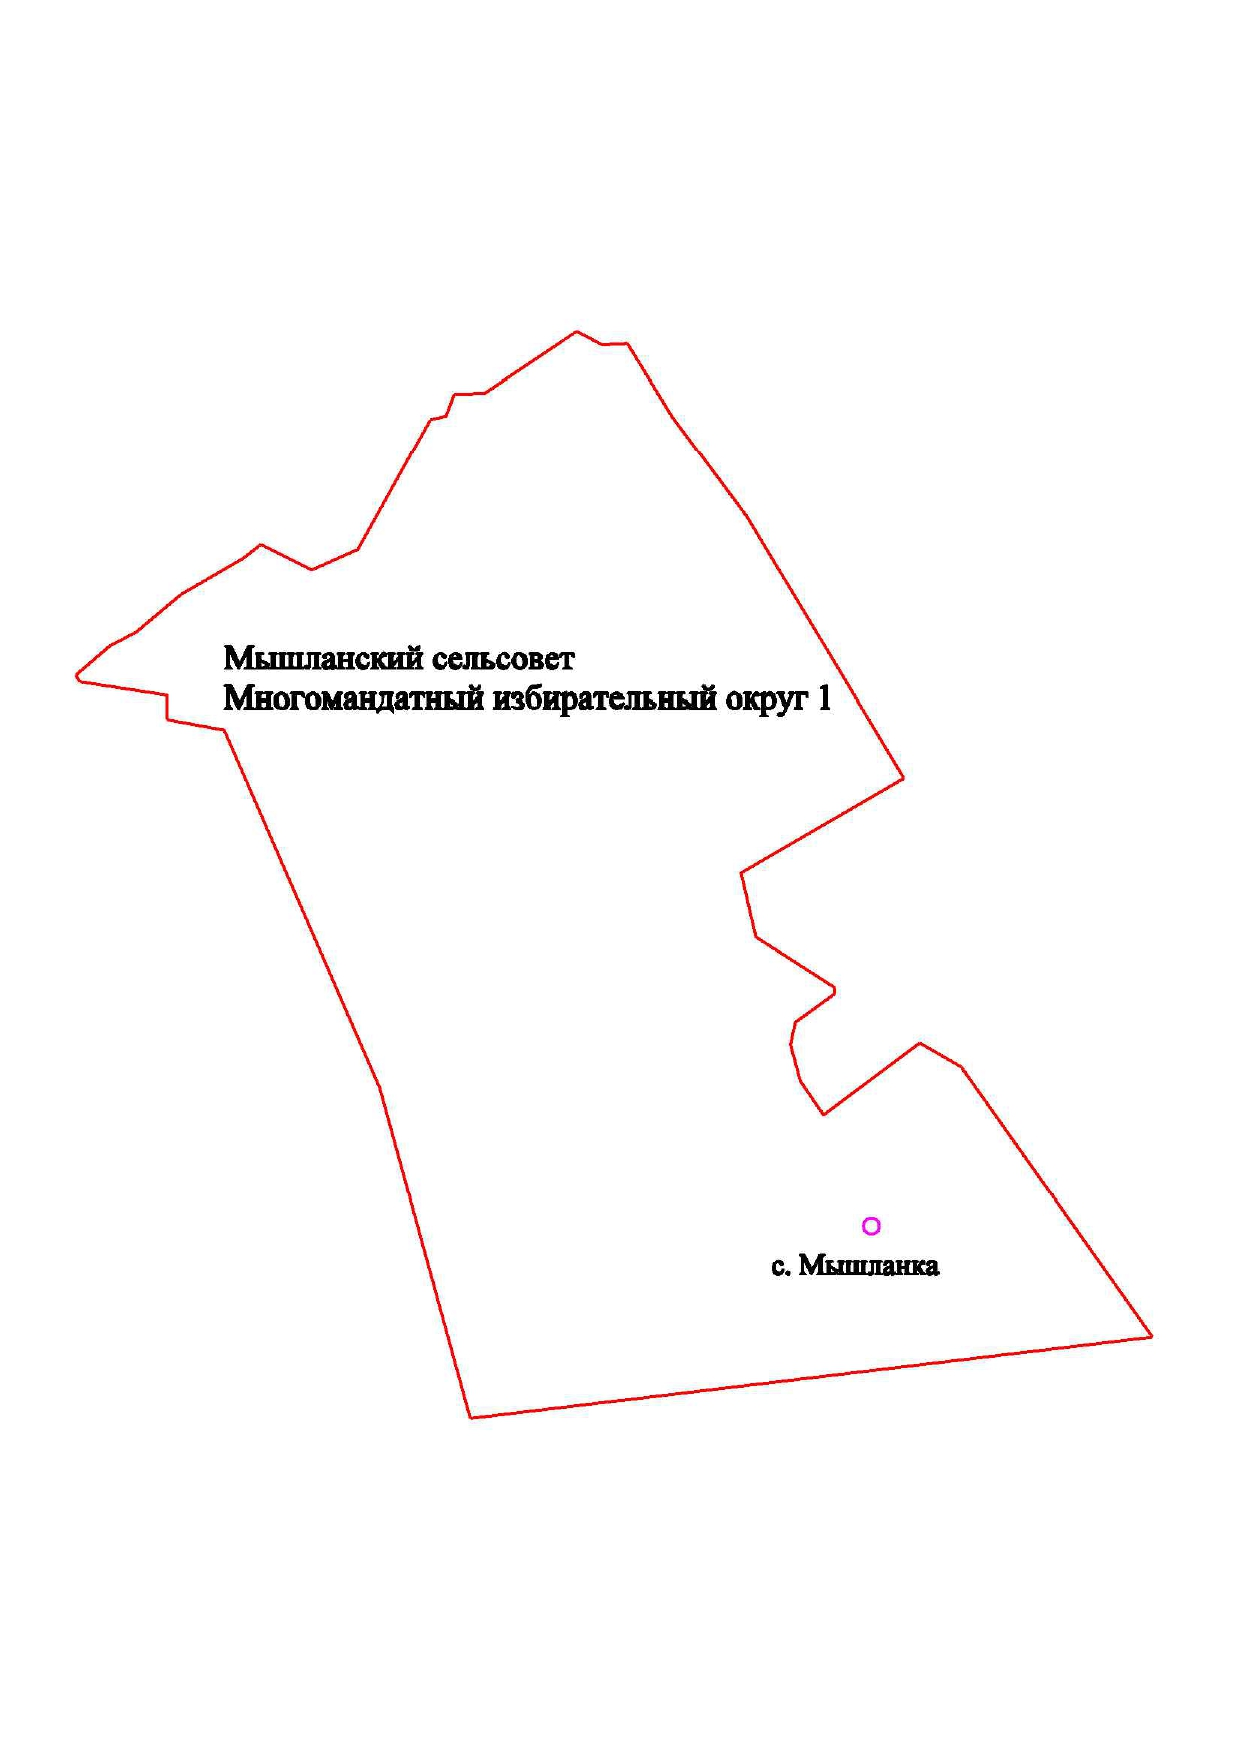 Мышланский сельсовет
Многомандатный избирательный округ 1
с. Мышланка